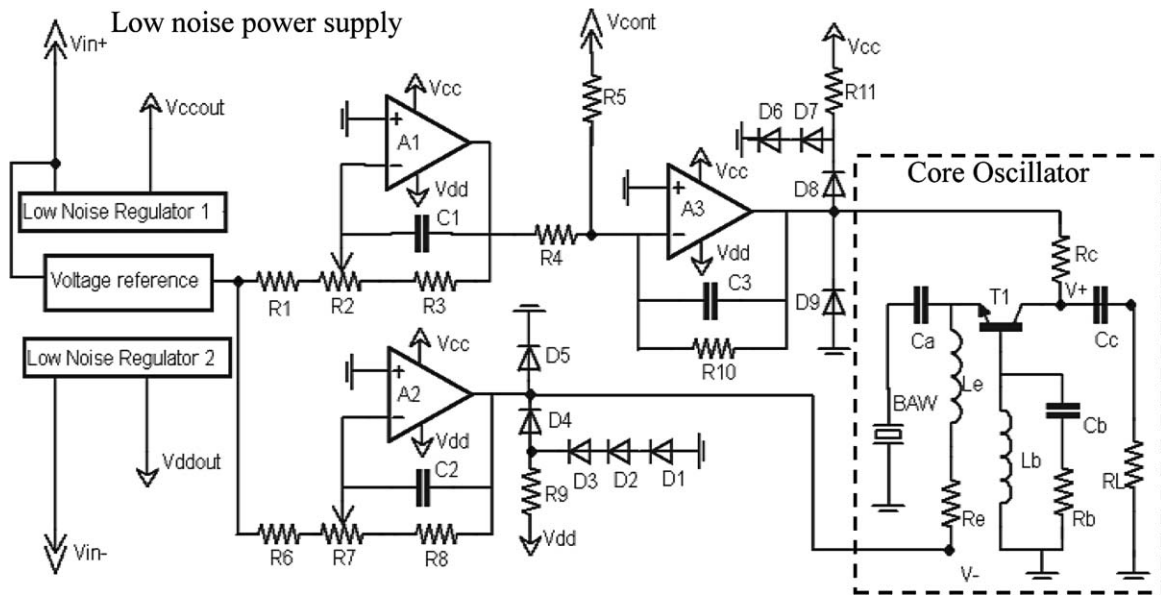 Low noise power supply
Vin+
Vccout
Low Noise Regulator 1
Voltage reference
Low Noise Regulator 2
Vddout
Vin-
R1
R2
R3
C1
A1
+
−
Vcc
Vdd
R4
R5
Vcont
R6
R7
R8
C2
A2
+
−
Vcc
Vdd
D5
D4
D3
D2
D1
R9
Vdd
A3
+
−
Vcc
Vdd
C3
R10
Vcc
R11
D6
D7
D8
D9
Core Oscillator
Rc
V+
T1
Cc
Ca
Le
BAW
Cb
Lb
RL
Re
Rb
V-